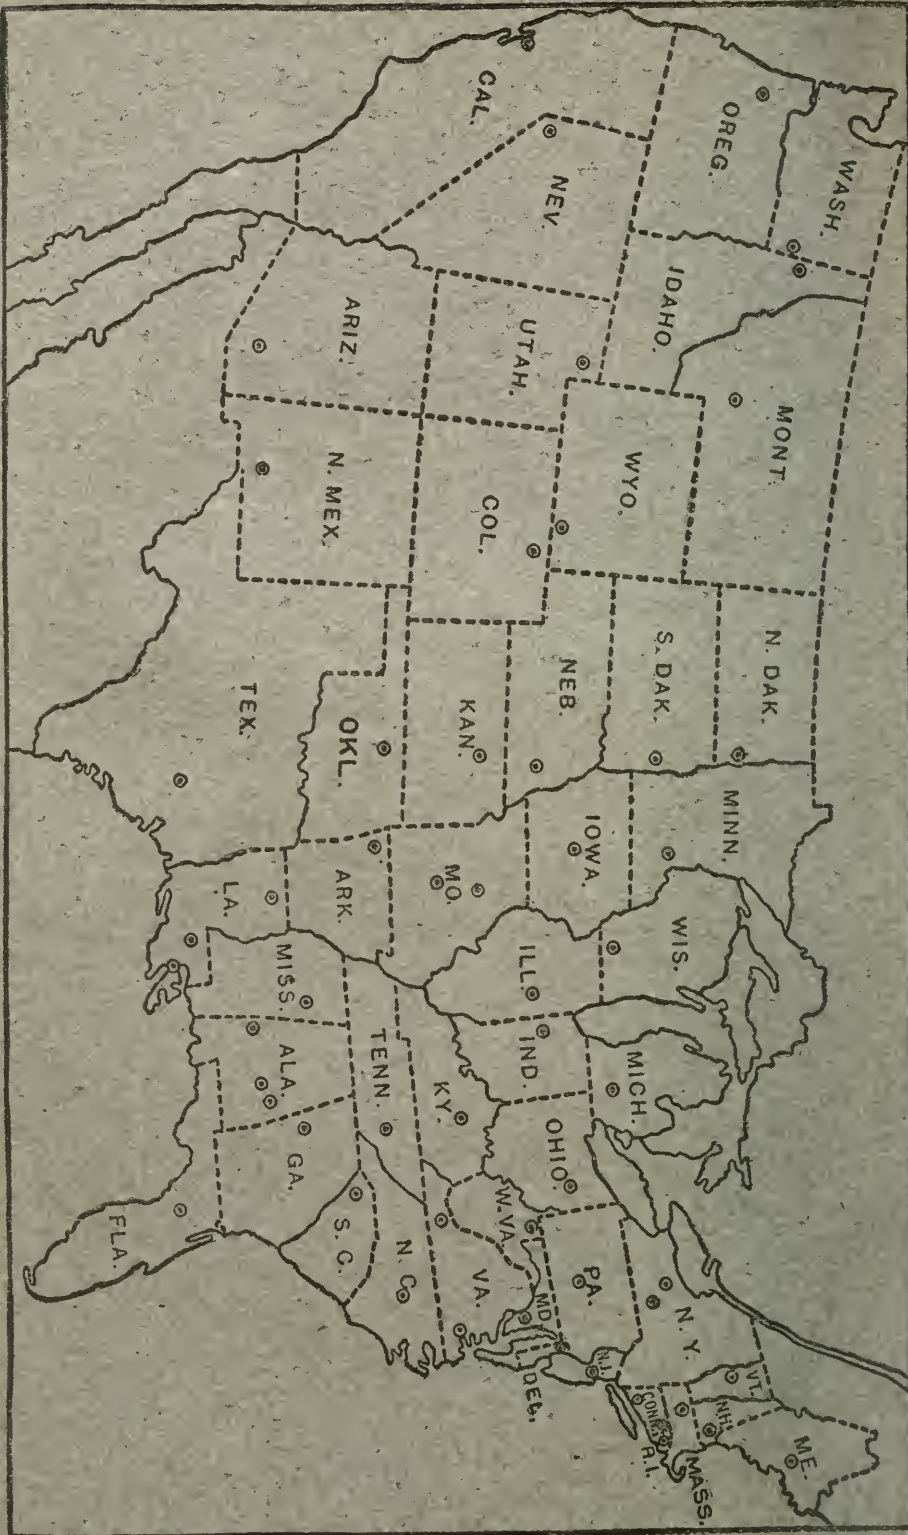 WASH.
OREG.
CAL.
NEV.
IDAHO.
MONT.
WYO.
UTAH.
COL.
ARIZ.
N. MEX.
N. DAK.
S. DAK.
NEB.
KAN.
OKL.
TEX.
MINN.
IOWA.
MO.
ARK.
LA.
WIS.
ILL.
MICH.
IND.
OHIO.
KY.
TENN.
MISS.
ALA.
GA.
FLA.
S. C.
N. C.
VA.
W. VA.
MD.
DEL.
PA.
N.J.
N. Y.
CONN.
R.I.
MASS.
VT.
NH.
ME.